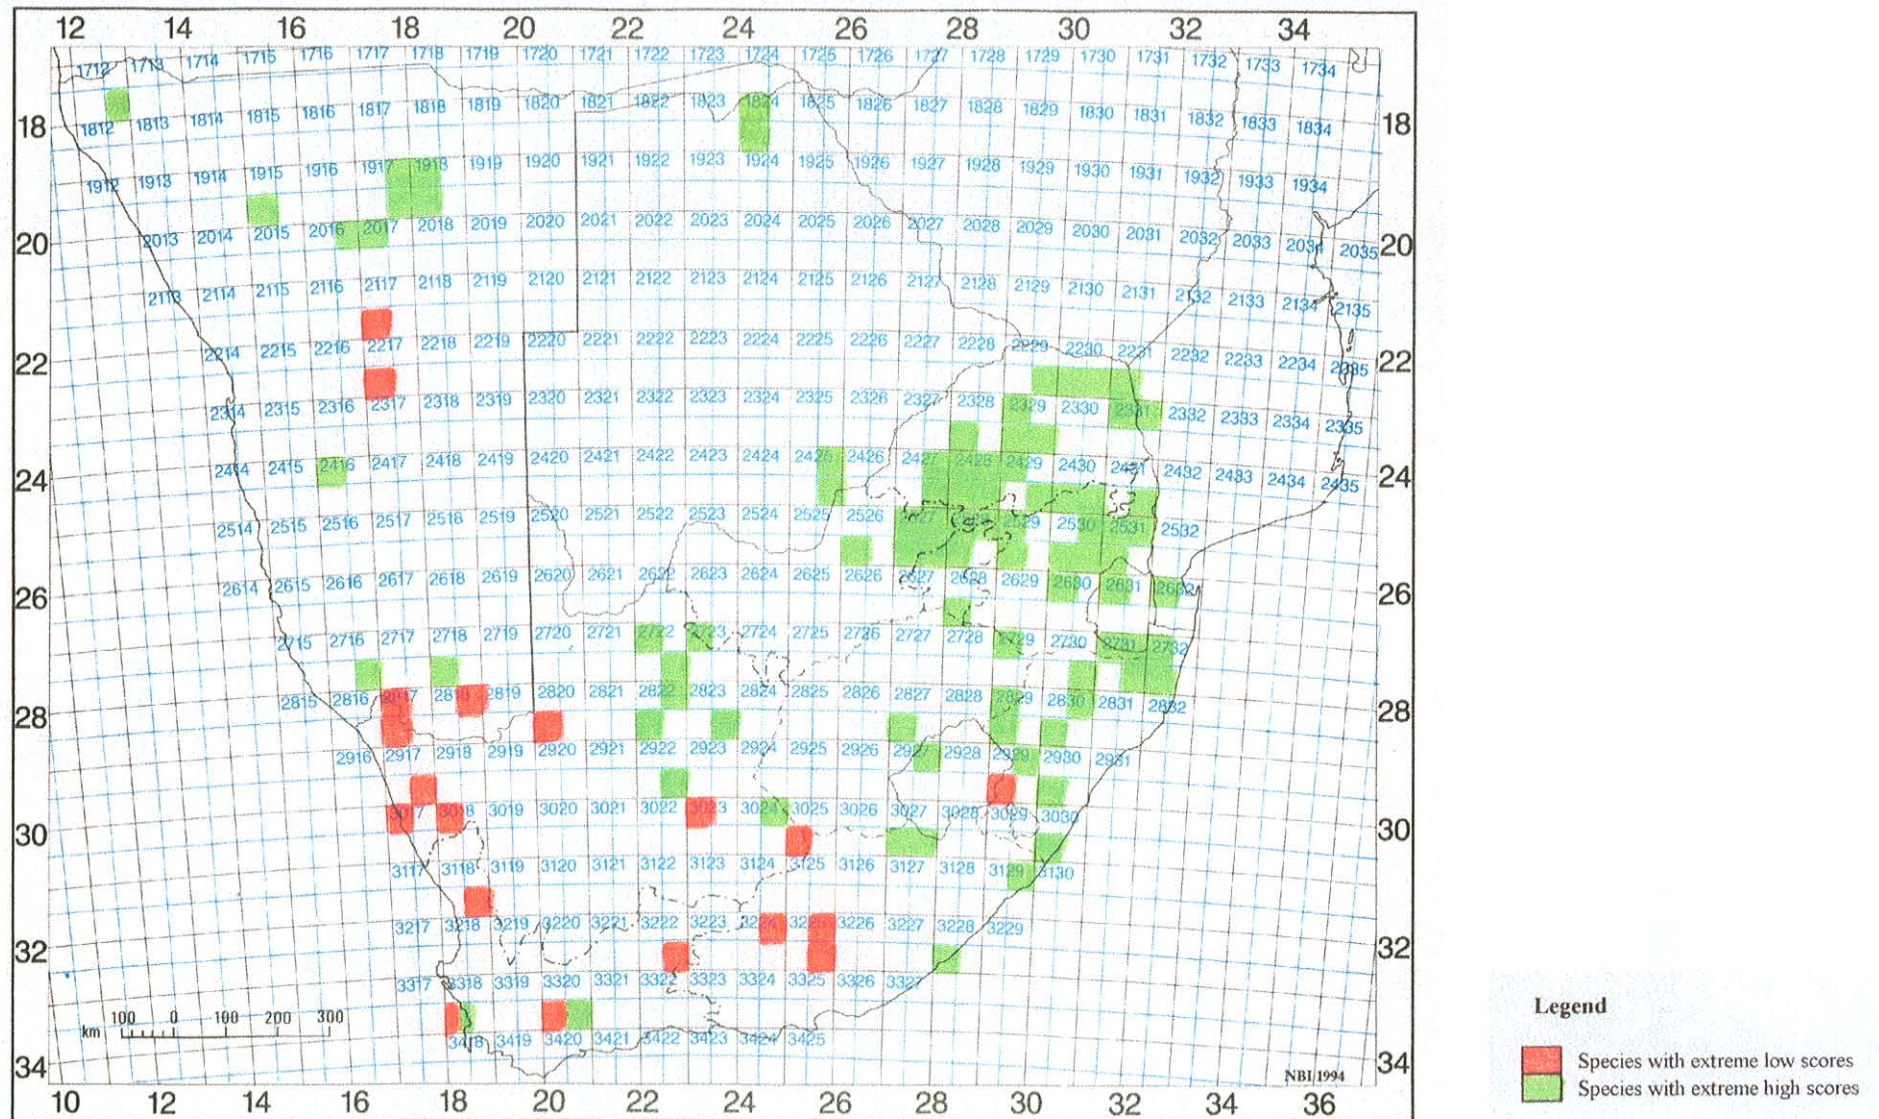 12 14 16 18 20 22 24 26 28 30 32 34
1712 1713 1714 1715 1716 1717 1718 1719 1720 1721 1722 1723 1724 1725 1726 1727 1728 1729 1730 1731 1732 1733 1734
18 1812 1813 1814 1815 1816 1817 1818 1819 1820 1821 1822 1823 1824 1825 1826 1827 1828 1829 1830 1831 1832 1833 1834 18
1912 1913 1914 1915 1916 1917 1918 1919 1920 1921 1922 1923 1924 1925 1926 1927 1928 1929 1930 1931 1932 1933 1934
20 2013 2014 2015 2016 2017 2018 2019 2020 2021 2022 2023 2024 2025 2026 2027 2028 2029 2030 2031 2032 2033 2034 2035 20
2113 2114 2115 2116 2117 2118 2119 2120 2121 2122 2123 2124 2125 2126 2127 2128 2129 2130 2131 2132 2133 2134 2135
22 2214 2215 2216 2217 2218 2219 2220 2221 2222 2223 2224 2225 2226 2227 2228 2229 2230 2231 2232 2233 2234 2235 22
2314 2315 2316 2317 2318 2319 2320 2321 2322 2323 2324 2325 2326 2327 2328 2329 2330 2331 2332 2333 2334 2335
24 2414 2415 2416 2417 2418 2419 2420 2421 2422 2423 2424 2425 2426 2427 2428 2429 2430 2431 2432 2433 2434 2435 24
2514 2515 2516 2517 2518 2519 2520 2521 2522 2523 2524 2525 2526 2527 2528 2529 2530 2531 2532
26 2614 2615 2616 2617 2618 2619 2620 2621 2622 2623 2624 2625 2626 2627 2628 2629 2630 2631 2632 26
2715 2716 2717 2718 2719 2720 2721 2722 2723 2724 2725 2726 2727 2728 2729 2730 2731 2732
28 2815 2816 2817 2818 2819 2820 2821 2822 2823 2824 2825 2826 2827 2828 2829 2830 2831 2832 28
2916 2917 2918 2919 2920 2921 2922 2923 2924 2925 2926 2927 2928 2929 2930 2931
30 3017 3018 3019 3020 3021 3022 3023 3024 3025 3026 3027 3028 3029 3030 30
3117 3118 3119 3120 3121 3122 3123 3124 3125 3126 3127 3128 3129 3130
32 3217 3218 3219 3220 3221 3222 3223 3224 3225 3226 3227 3228 3229 32
3317 3318 3319 3320 3321 3322 3323 3324 3325 3326 3327
km 100 0 100 200 300
3418 3419 3420 3421 3422 3423 3424 3425
34 NBI 1994 34
10 12 14 16 18 20 22 24 26 28 30 32 34 36
Legend
Species with extreme low scores
Species with extreme high scores